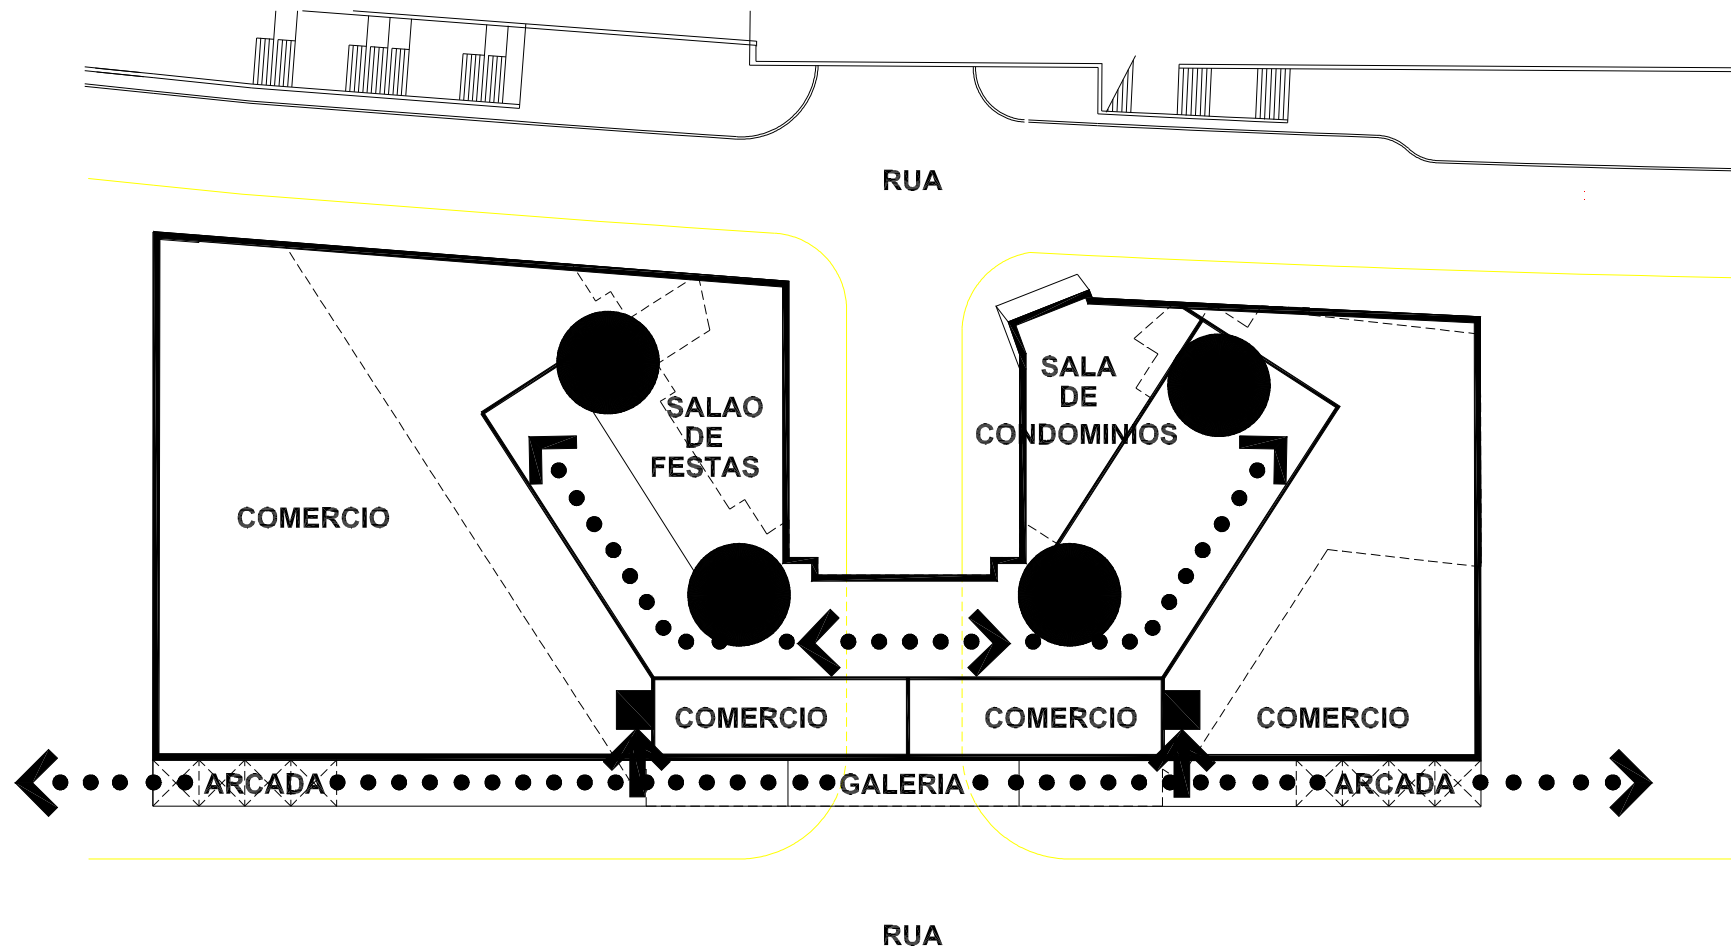 RUA
SALA
DE
CONDOMINIOS
SALAO
DE
FESTAS
COMERCIO
COMERCIO
COMERCIO
COMERCIO
ARCADA
GALERIA
ARCADA
RUA